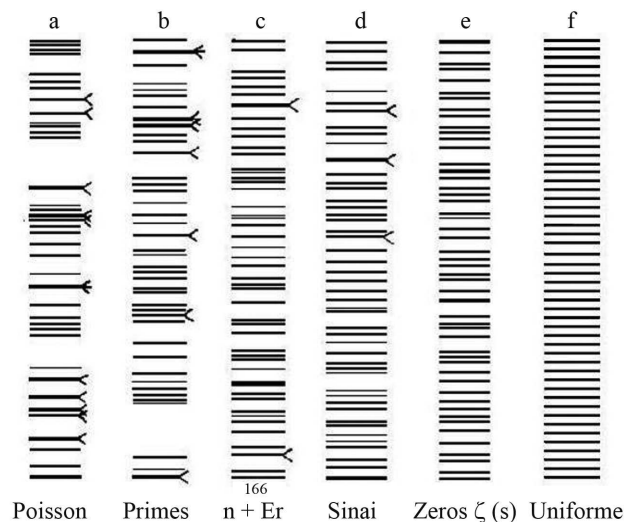 a b c d e f
166
Poisson Primes n + Er Sinai Zeros ζ (s) Uniforme